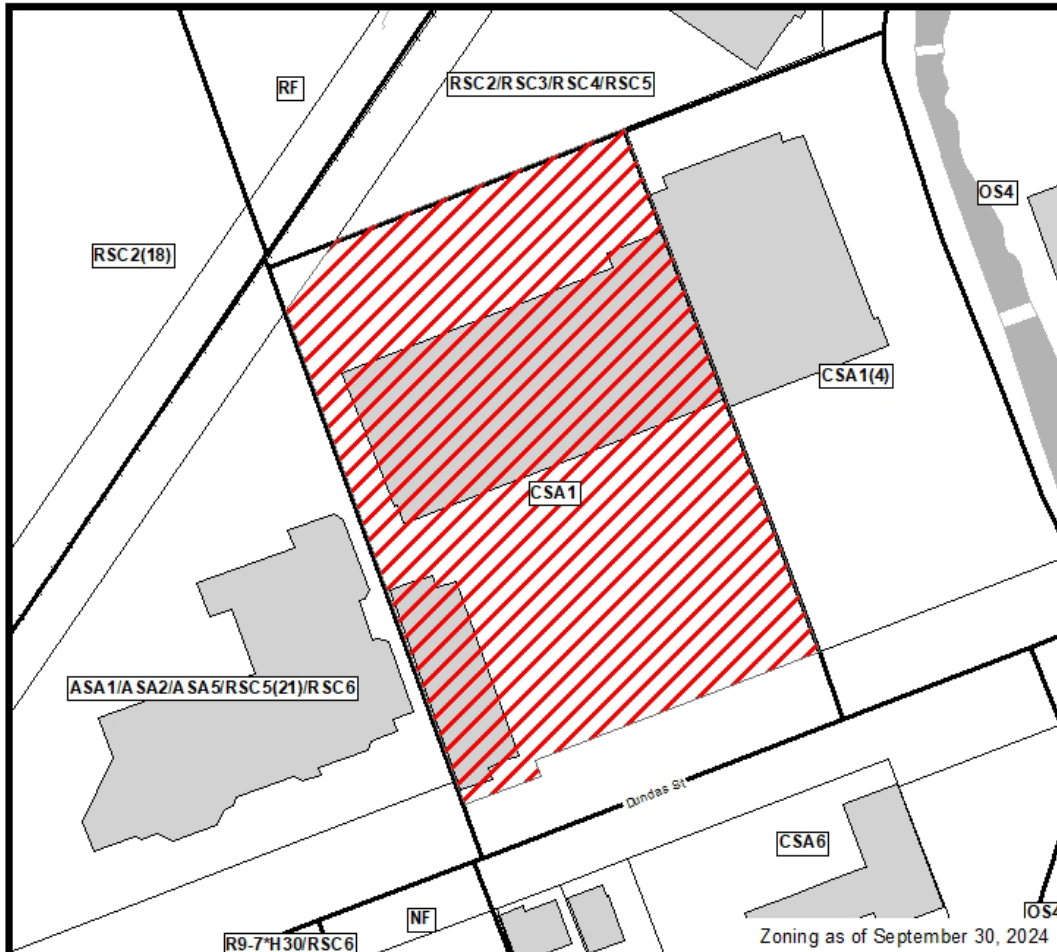 RF
RSC2/RSC3/RSC4/RSC5
OS4
RSC2(18)
CSA1(4)
CSA1
ASA1/ASA2/ASA5/RSC5(21)/RSC6
Dundas St
CSA6
NF
OS4
R9-7*H30/RSC6
Zoning as of September 30, 2024